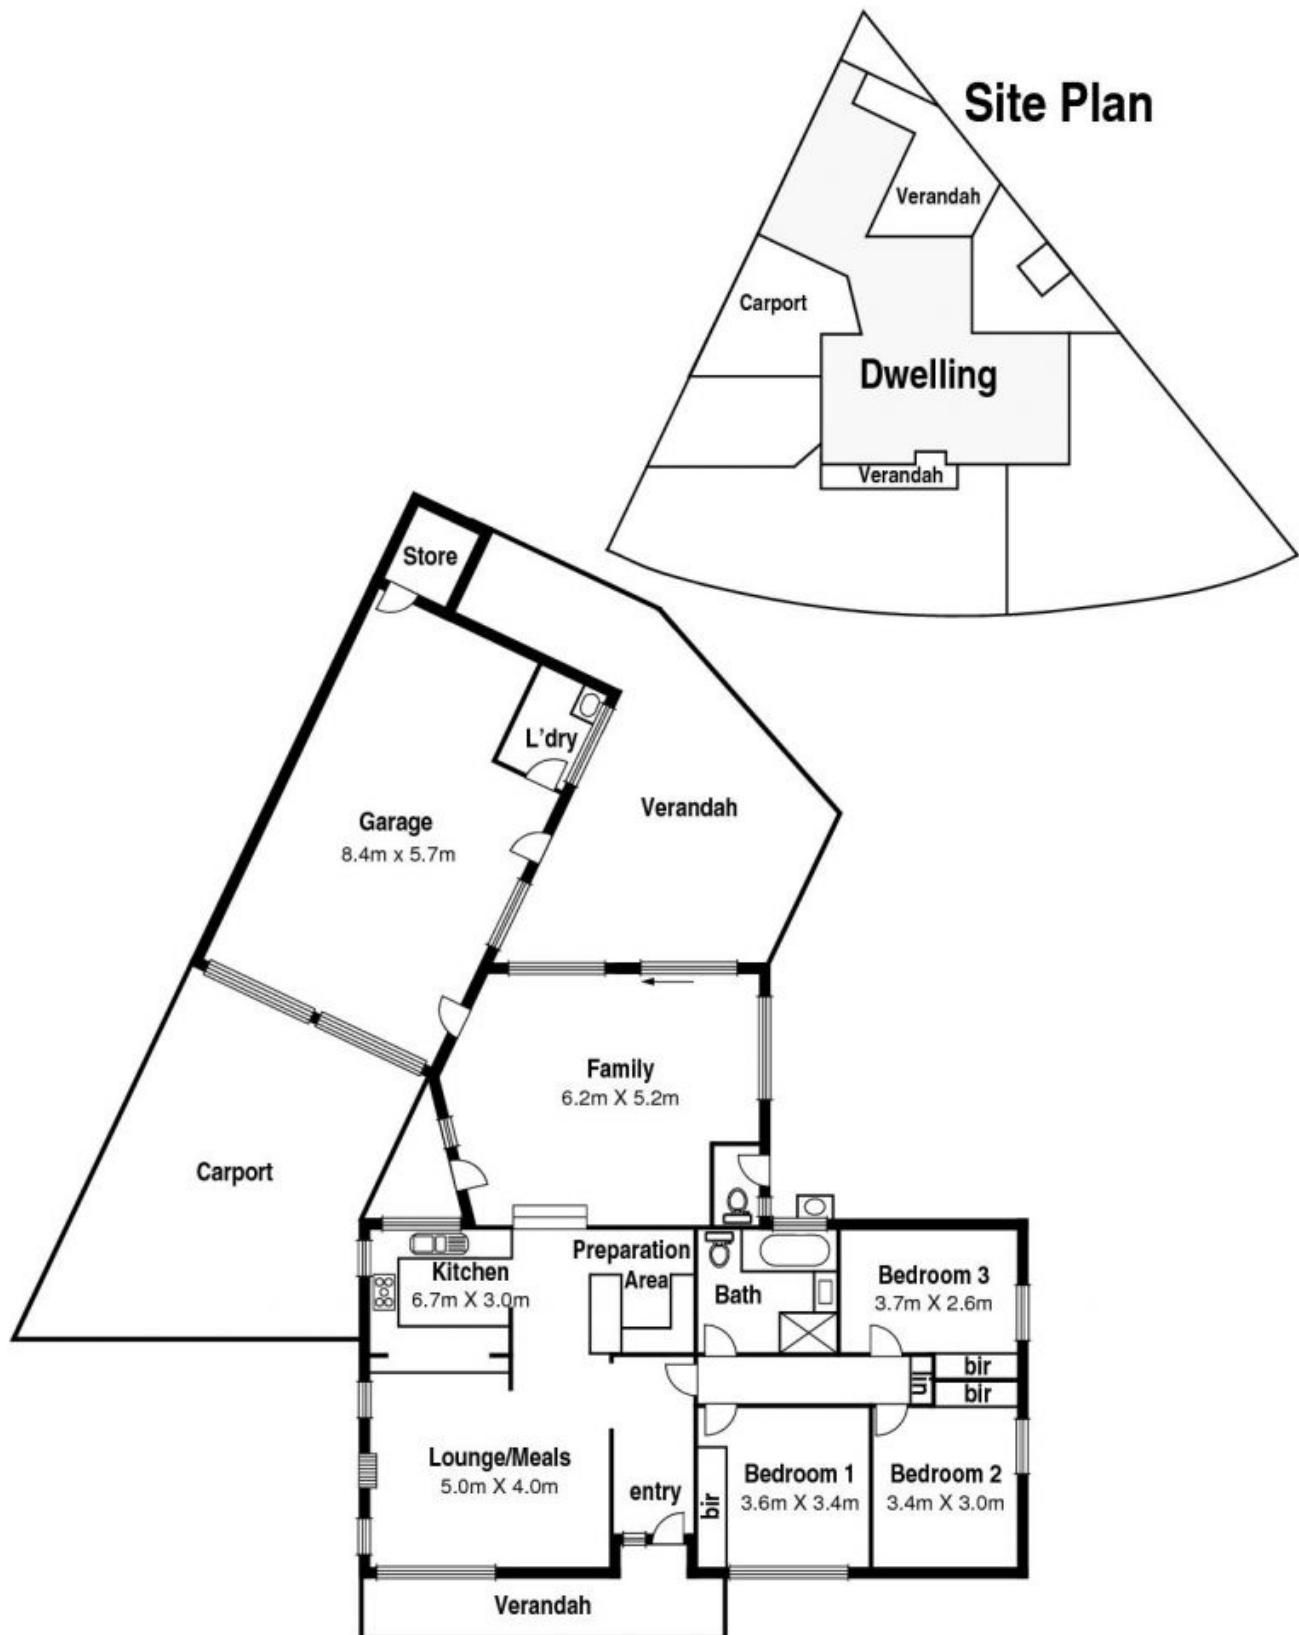 Site Plan
Verandah
Carport
Dwelling
Verandah
Store
L'dry
Garage
8.4m x 5.7m
Verandah
Family
6.2m X 5.2m
Carport
Kitchen
6.7m X 3.0m
Preparation
Area
Bath
Bedroom 3
3.7m X 2.6m
bir
lin
bir
Lounge/Meals
5.0m X 4.0m
entry
bir
Bedroom 1
3.6m X 3.4m
Bedroom 2
3.4m X 3.0m
Verandah